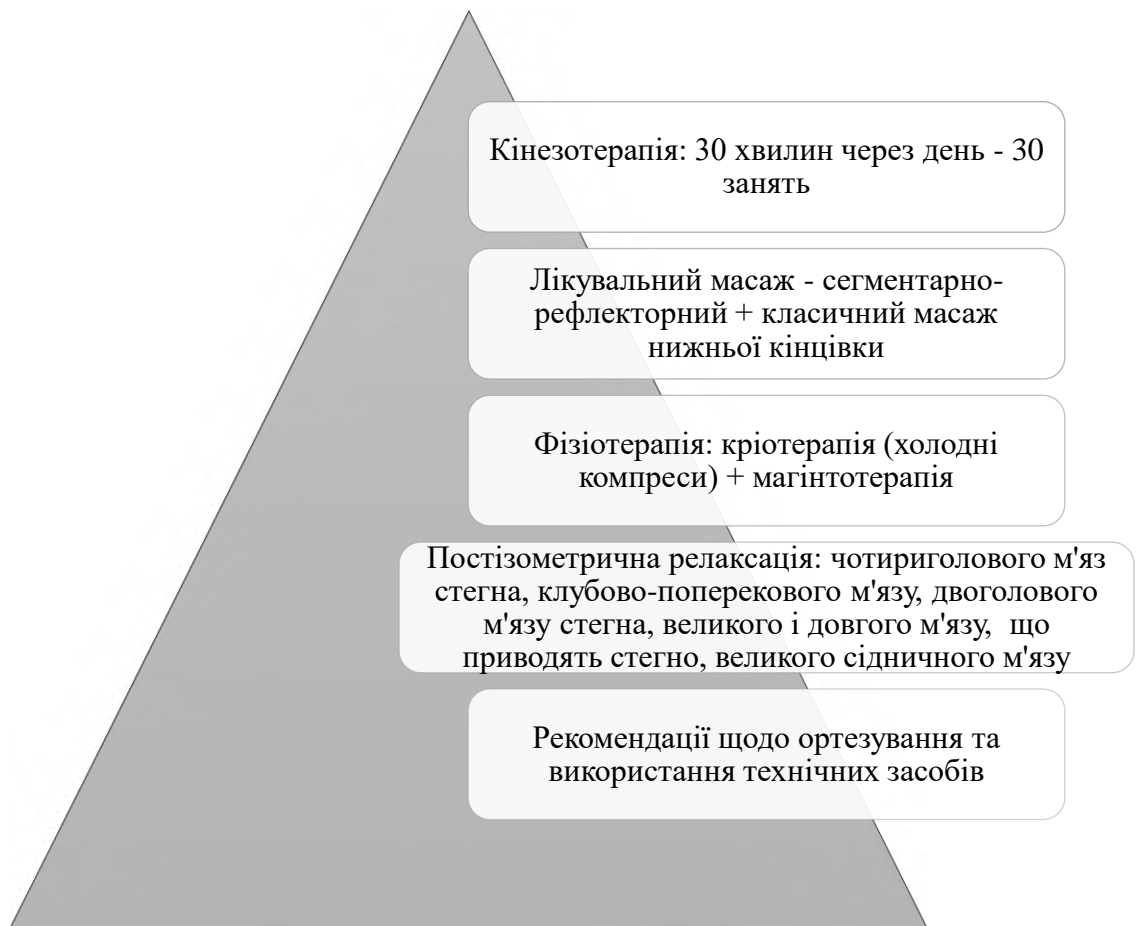 Кінезотерапія: 30 хвилин через день - 30
занять
Лікувальний масаж - сегментарно-
рефлекторний + класичний масаж
нижньої кінцівки
Фізіотерапія: кріотерапія (холодні
компреси) + магінтотерапія
Постізометрична релаксація: чотириголового м'яз
стегна, клубово-поперекового м'язу, двоголового
м'язу стегна, великого і довгого м'язу,  що
приводять стегно, великого сідничного м'язу
Рекомендації щодо ортезування та
використання технічних засобів